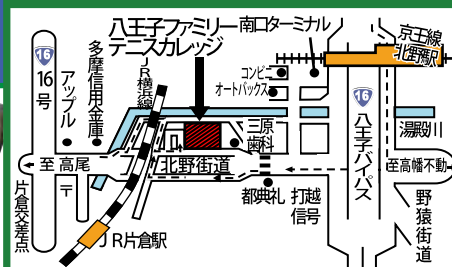 八王子ファミリー
テニスカレッジ
南口ターミナル
京王線
北野駅
16
16号
アップル
多摩信用金庫
JR横浜線
コンビニ
オートバックス
16
八王子バイパス
湯殿川
三原
歯科
至 高尾
北野街道
至高幡不動
〒
片倉交差点
都典礼
打越
信号
野猿街道
JR片倉駅